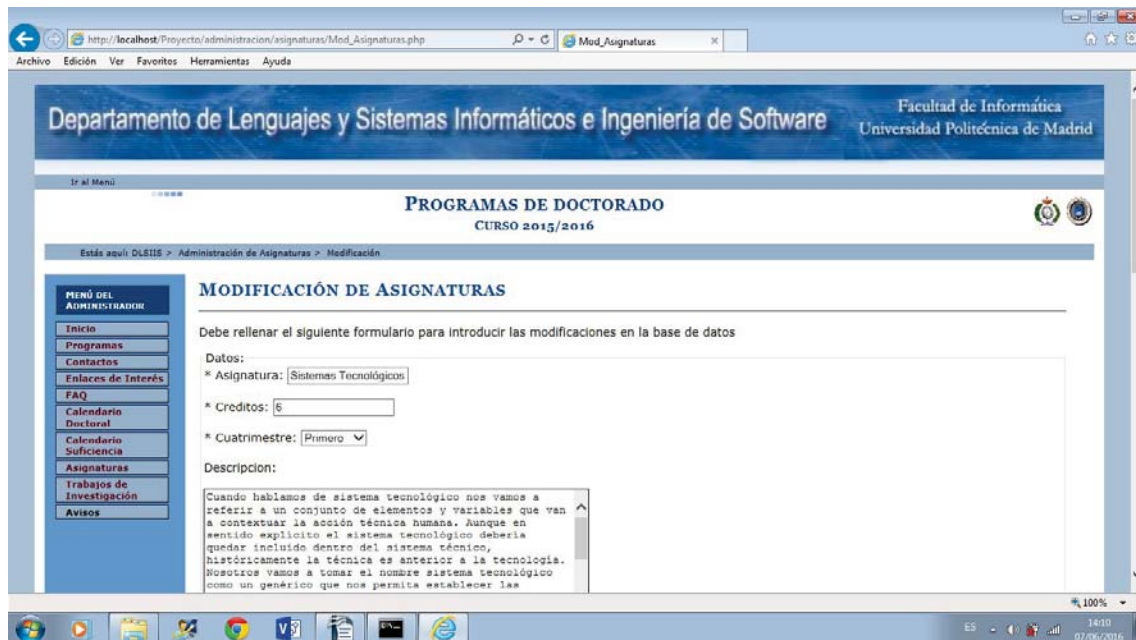 http://localhost/Proyecto/administracion/asignaturas/Mod_Asignaturas.php
Mod_Asignaturas
Archivo Edición Ver Favoritos Herramientas Ayuda
Departamento de Lenguajes y Sistemas Informáticos e Ingeniería de Software
Facultad de Informática
Universidad Politécnica de Madrid
Ir al Menú
PROGRAMAS DE DOCTORADO
CURSO 2015/2016
Estás aquí: DLSIIS > Administración de Asignaturas > Modificación
MENÚ DEL
ADMINISTRADOR
Inicio
Programas
Contactos
Enlaces de Interés
FAQ
Calendario
Doctoral
Calendario
Suficiencia
Asignaturas
Trabajos de
Investigación
Avisos
MODIFICACIÓN DE ASIGNATURAS
Debe rellenar el siguiente formulario para introducir las modificaciones en la base de datos
Datos:
* Asignatura: Sistemas Tecnológicos
* Creditos: 6
* Cuatrimestre: Primero
Descripcion:
Cuando hablamos de sistema tecnológico nos vamos a
referir a un conjunto de elementos y variables que van
a contextuar la acción técnica humana. Aunque en
sentido explícito el sistema tecnológico debería
quedar incluido dentro del sistema técnico,
históricamente la técnica es anterior a la tecnología.
Nosotros vamos a tomar el nombre sistema tecnológico
como un genérico que nos permita establecer las
100%
ES
14:10
07/06/2016